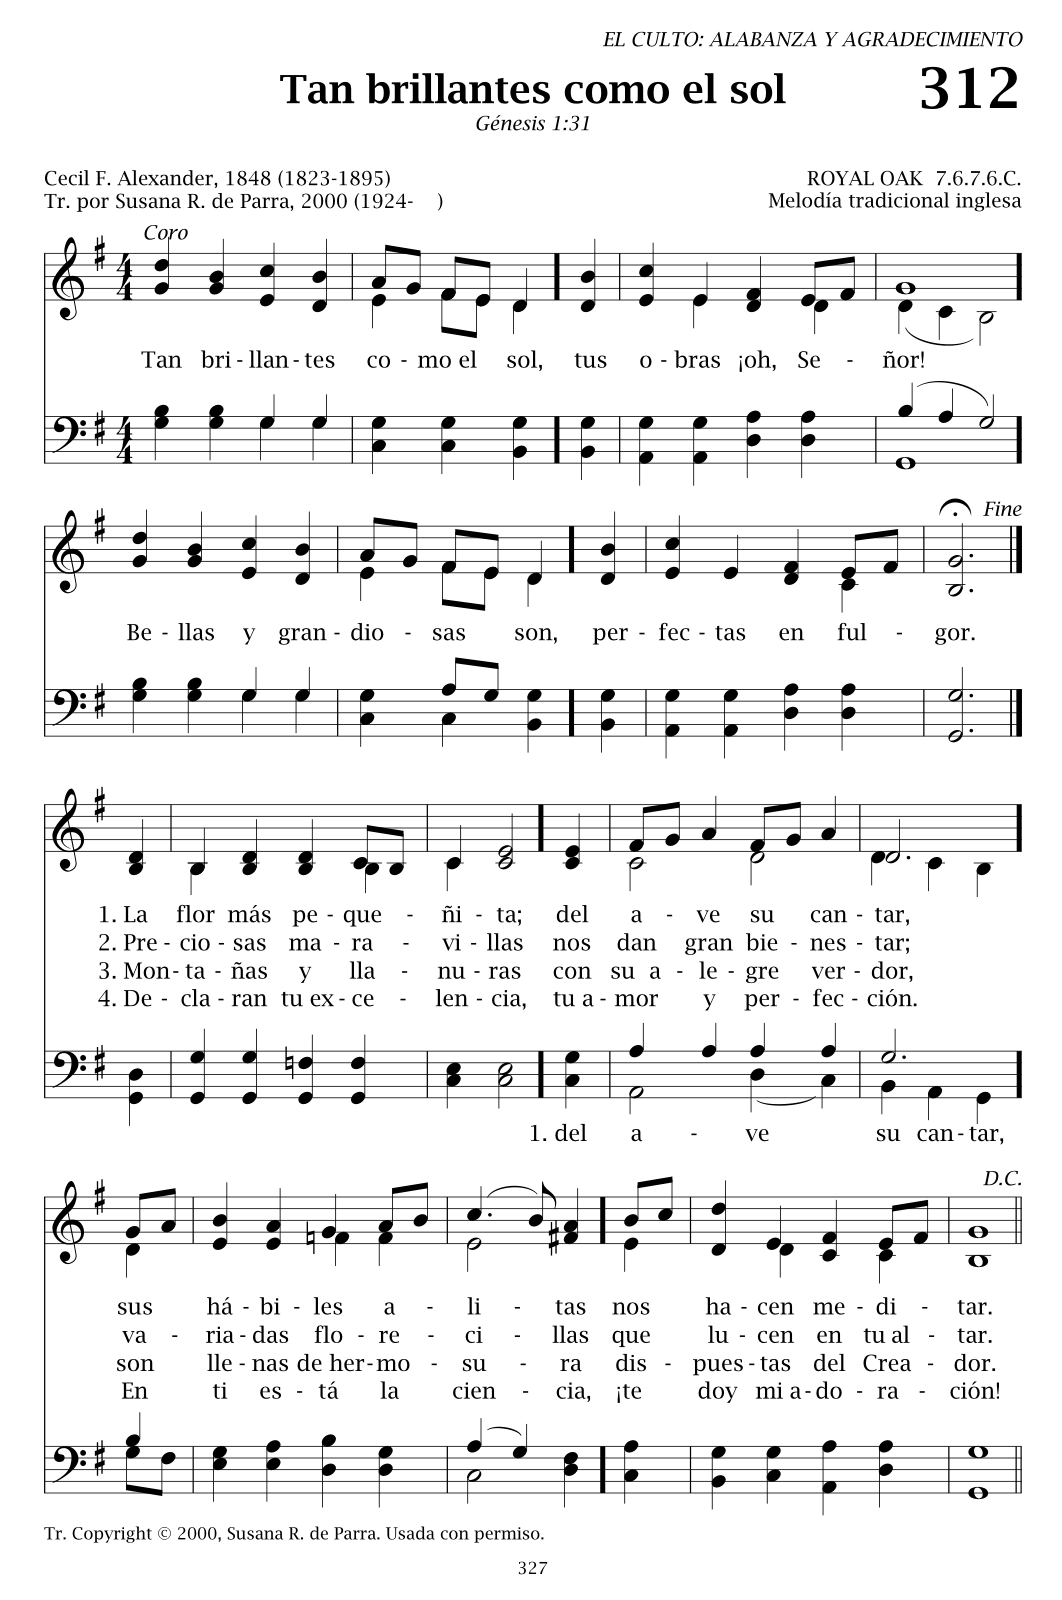 EL CULTO: ALABANZA Y AGRADECIMIENTO
Tan brillantes como el sol
312
Génesis 1:31
Cecil F. Alexander, 1848 (1823-1895)
ROYAL OAK 7.6.7.6.C.
Tr. por Susana R. de Parra, 2000 (1924- )
Melodía tradicional inglesa
Coro
Tan bri - llan - tes co - mo el sol, tus o - bras ¡oh, Se - ñor!
Fine
Be - llas y gran - dio - sas son, per - fec - tas en ful - gor.
1. La flor más pe - que - ñi - ta; del a - ve su can - tar,
2. Pre - cio - sas ma - ra - vi - llas nos dan gran bie - nes - tar;
3. Mon - ta - ñas y lla - nu - ras con su a - le - gre ver - dor,
4. De - cla - ran tu ex - ce - len - cia, tu a - mor y per - fec - ción.
1. del a - ve su can - tar,
D.C.
sus há - bi - les a - li - tas nos ha - cen me - di - tar.
va - ria - das flo - re - ci - llas que lu - cen en tu al - tar.
son lle - nas de her - mo - su - ra dis - pues - tas del Crea - dor.
En ti es - tá la cien - cia, ¡te doy mi a - do - ra - ción!
Tr. Copyright © 2000, Susana R. de Parra. Usada con permiso.
327